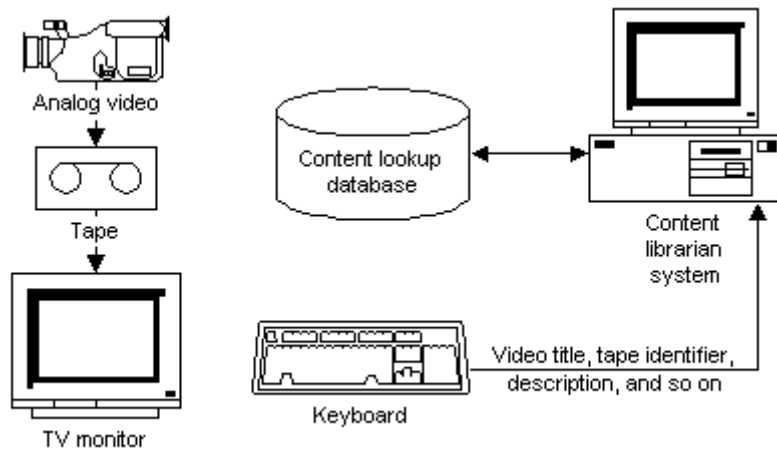 Analog video
Tape
TV monitor
Content lookup
database
Content
librarian
system
Keyboard
Video title, tape identifier,
description, and so on